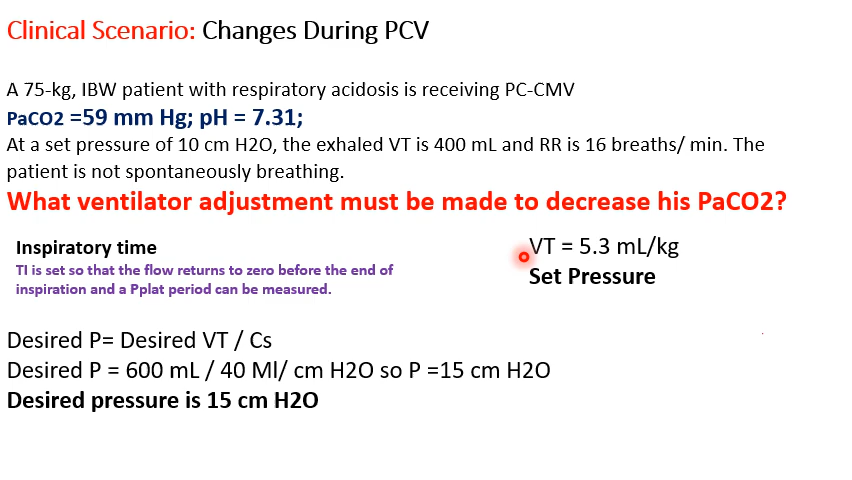 Clinical Scenario: Changes During PCV
A 75-kg, IBW patient with respiratory acidosis is receiving PC-CMV
PaCO2 =59 mm Hg; pH = 7.31;
At a set pressure of 10 cm H2O, the exhaled VT is 400 mL and RR is 16 breaths/ min. The
patient is not spontaneously breathing.
What ventilator adjustment must be made to decrease his PaCO2?
Inspiratory time
TI is set so that the flow returns to zero before the end of
inspiration and a Pplat period can be measured.
VT = 5.3 mL/kg
Set Pressure
Desired P= Desired VT / Cs
Desired P = 600 mL / 40 Ml/ cm H2O so P =15 cm H2O
Desired pressure is 15 cm H2O